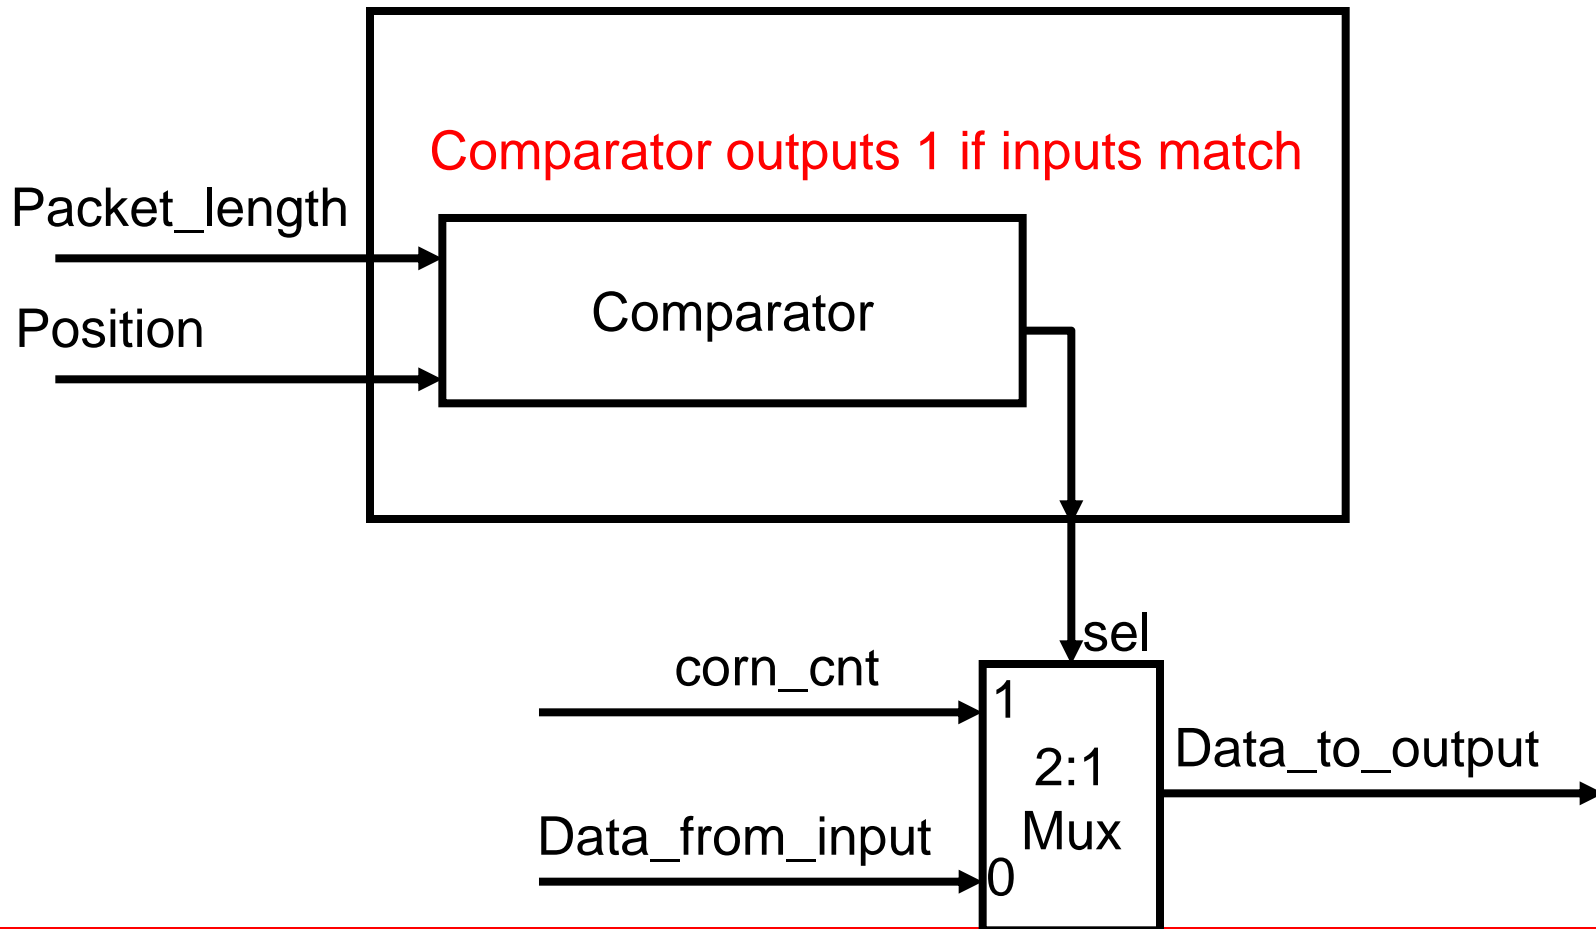 Comparator outputs 1 if inputs match
Packet_length
Comparator
Position
sel
corn_cnt
1
2:1
Mux
Data_to_output
Data_from_input
0